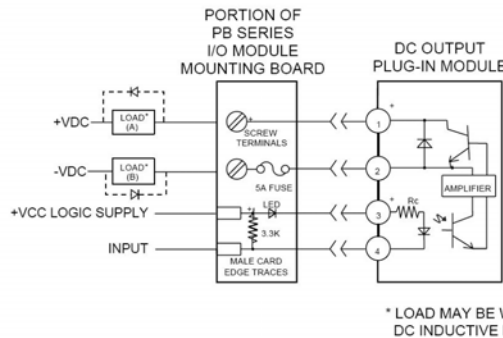 PORTION OF
PB SERIES
I/O MODULE
MOUNTING BOARD
DC OUTPUT
PLUG-IN MODULE
+VDC
LOAD*
(A)
+
SCREW
TERMINALS
1
+
-VDC
LOAD*
(B)
5A FUSE
2
AMPLIFIER
+VCC LOGIC SUPPLY
+
LED
3
+
Rc
3.3K
INPUT
4
MALE CARD
EDGE TRACES
* LOAD MAY BE
DC INDUCTIVE